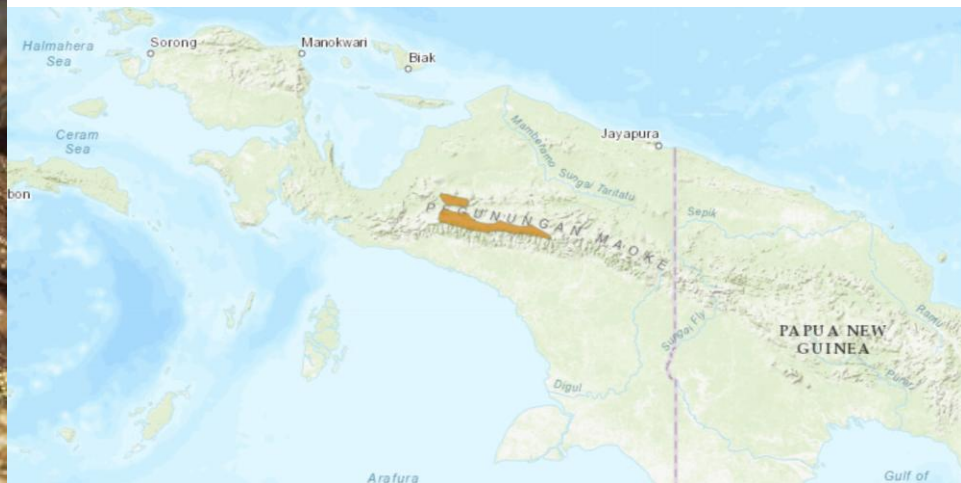 Halmahera
Sea
Sorong
Manokwari
Biak
Ceram
Sea
bon
Jayapura
Mamberamo
Sungai Taritatu
Sepik
PEGUNUNGAN MAOKE
Sungai Fly
PAPUA NEW
GUINEA
Ramu
Purari
Digul
Arafura
Gulf of